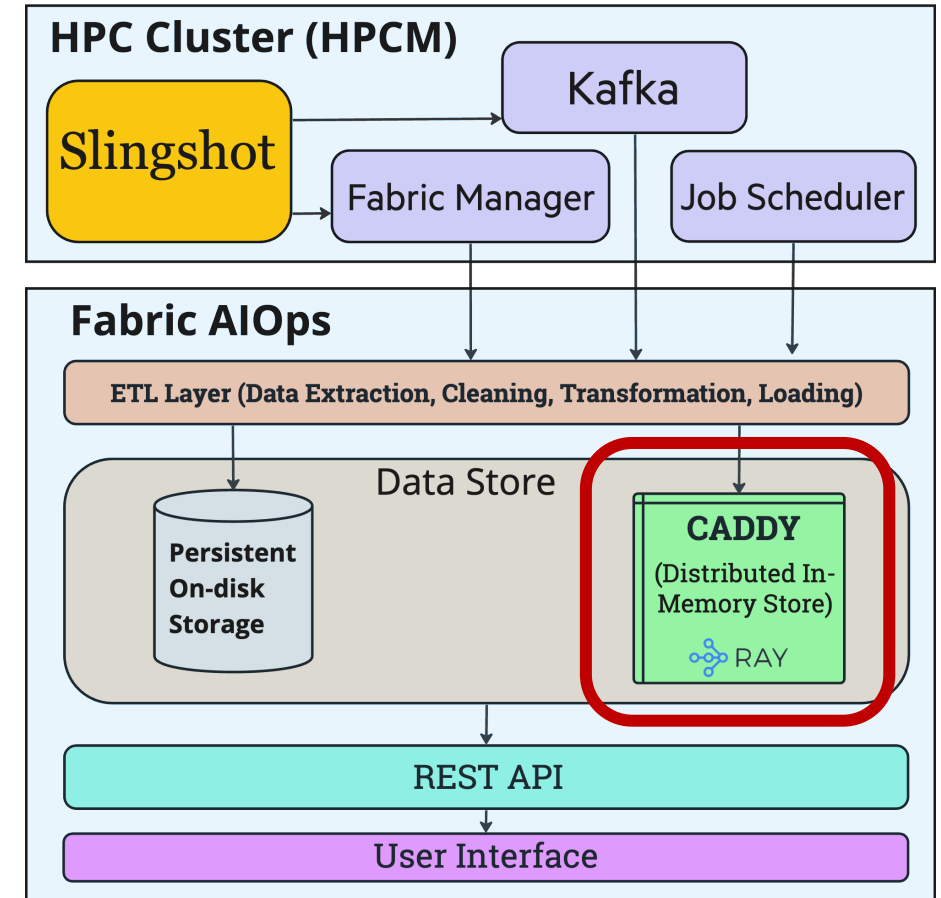 HPC Cluster (HPCM)
Kafka
Slingshot
Fabric Manager
Job Scheduler
Fabric AIOps
ETL Layer (Data Extraction, Cleaning, Transformation, Loading)
Data Store
Persistent
On-disk
Storage
CADDY
(Distributed In-
Memory Store)
RAY
REST API
User Interface